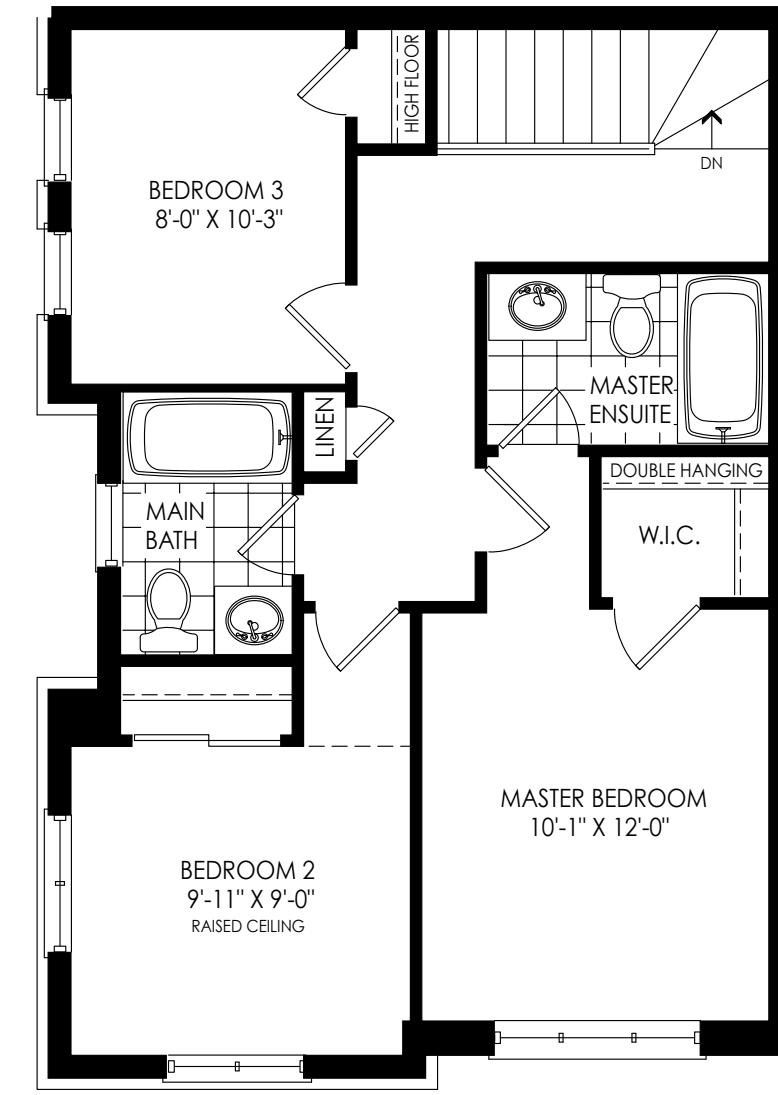 HIGH FLOOR
DN
BEDROOM 3
8'-0" X 10'-3"
MASTER
ENSUITE
LINEN
DOUBLE HANGING
MAIN
BATH
W.I.C.
MASTER BEDROOM
10'-1" X 12'-0"
BEDROOM 2
9'-11" X 9'-0"
RAISED CEILING